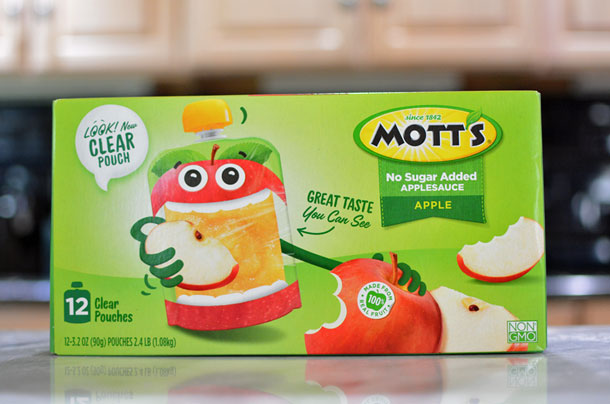 LOOK! New
CLEAR
POUCH
since 1842
MOTT'S
No Sugar Added
APPLESAUCE
APPLE
GREAT TASTE
You Can See
MADE FROM
100%
REAL FRUIT
12 Clear
Pouches
12-3.2 OZ (90g) POUCHES 2.4 LB (1.08kg)
NON
GMO